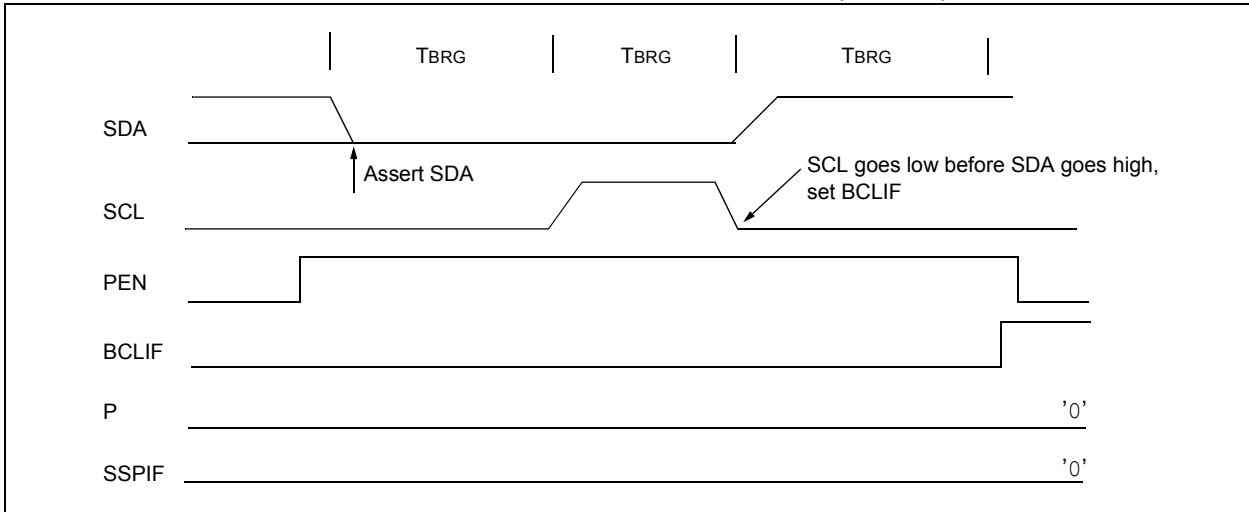 TBRG TBRG TBRG
SDA
Assert SDA
SCL goes low before SDA goes high,
set BCLIF
SCL
PEN
BCLIF
P
'0'
SSPIF
'0'